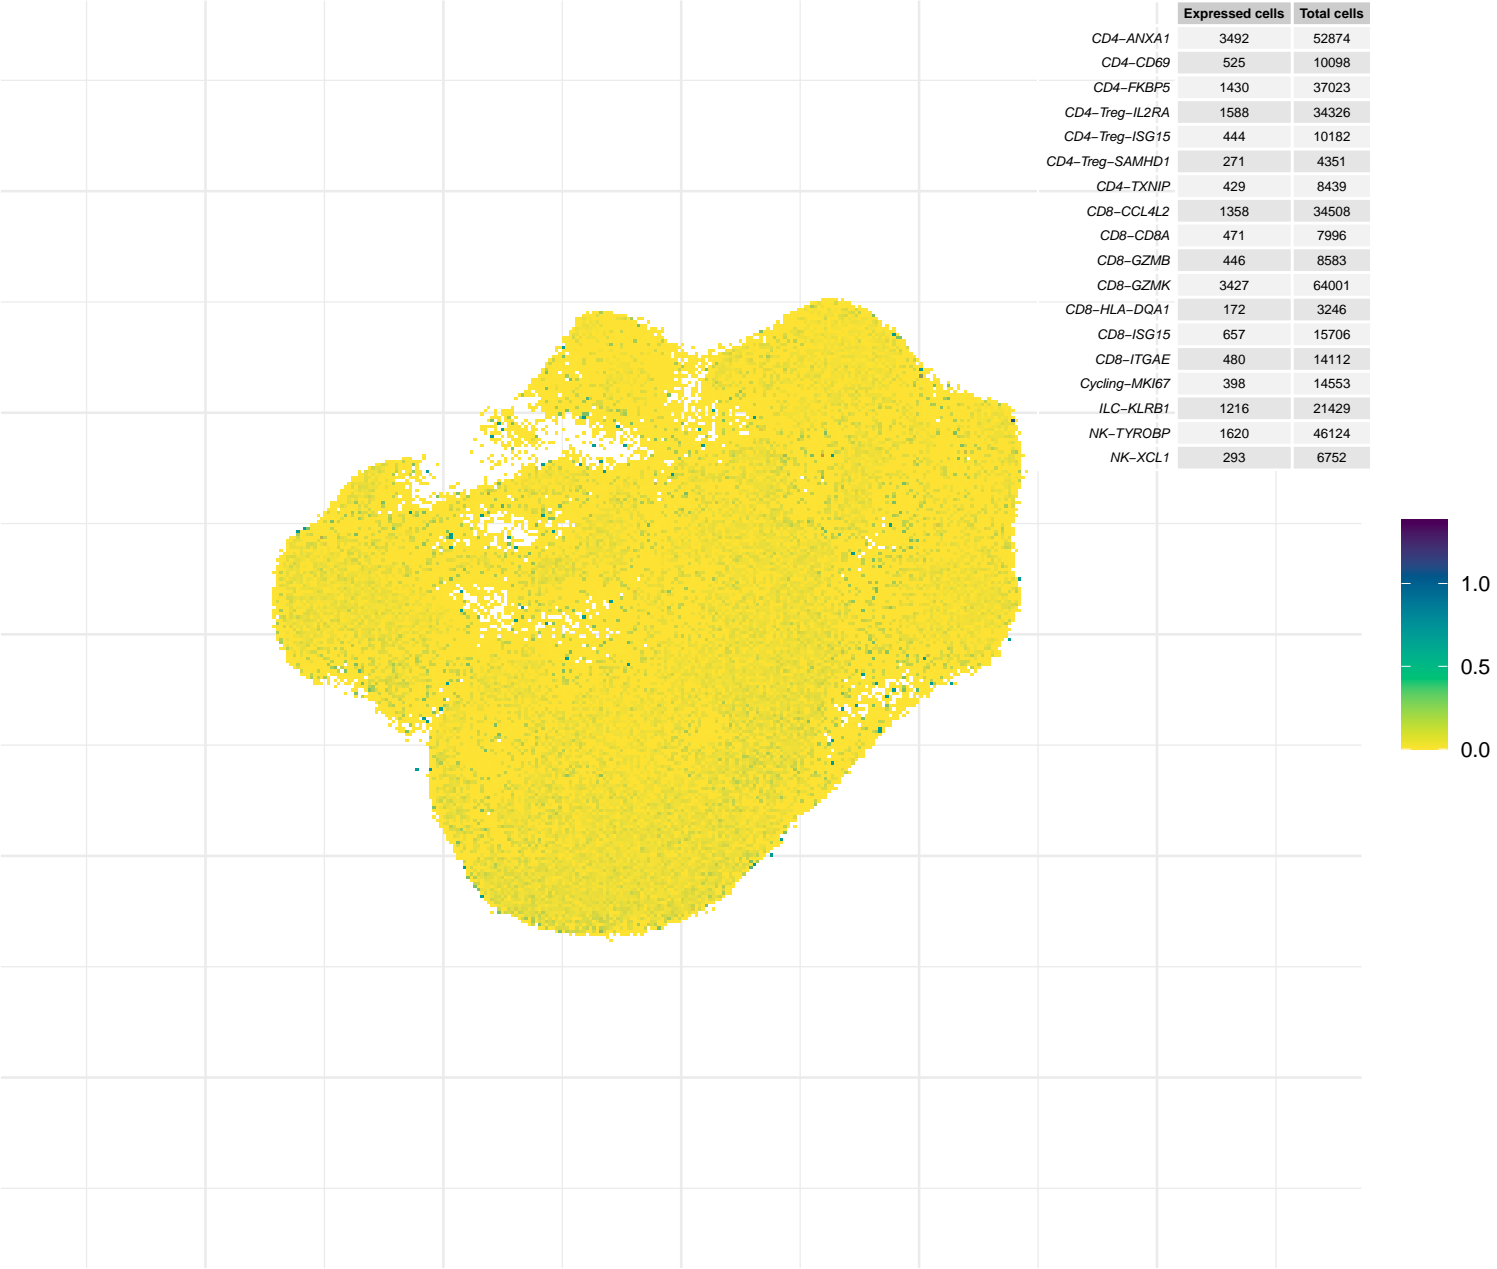 Expressed cells Total cells
CD4−ANXA1 3492 52874
CD4−CD69 525 10098
CD4−FKBP5 1430 37023
CD4−Treg−IL2RA 1588 34326
CD4−Treg−ISG15 444 10182
CD4−Treg−SAMHD1 271 4351
CD4−TXNIP 429 8439
CD8−CCL4L2 1358 34508
CD8−CD8A 471 7996
CD8−GZMB 446 8583
CD8−GZMK 3427 64001
CD8−HLA−DQA1 172 3246
CD8−ISG15 657 15706
CD8−ITGAE 480 14112
Cycling−MKI67 398 14553
ILC−KLRB1 1216 21429
NK−TYROBP 1620 46124
NK−XCL1 293 6752
1.0
0.5
0.0